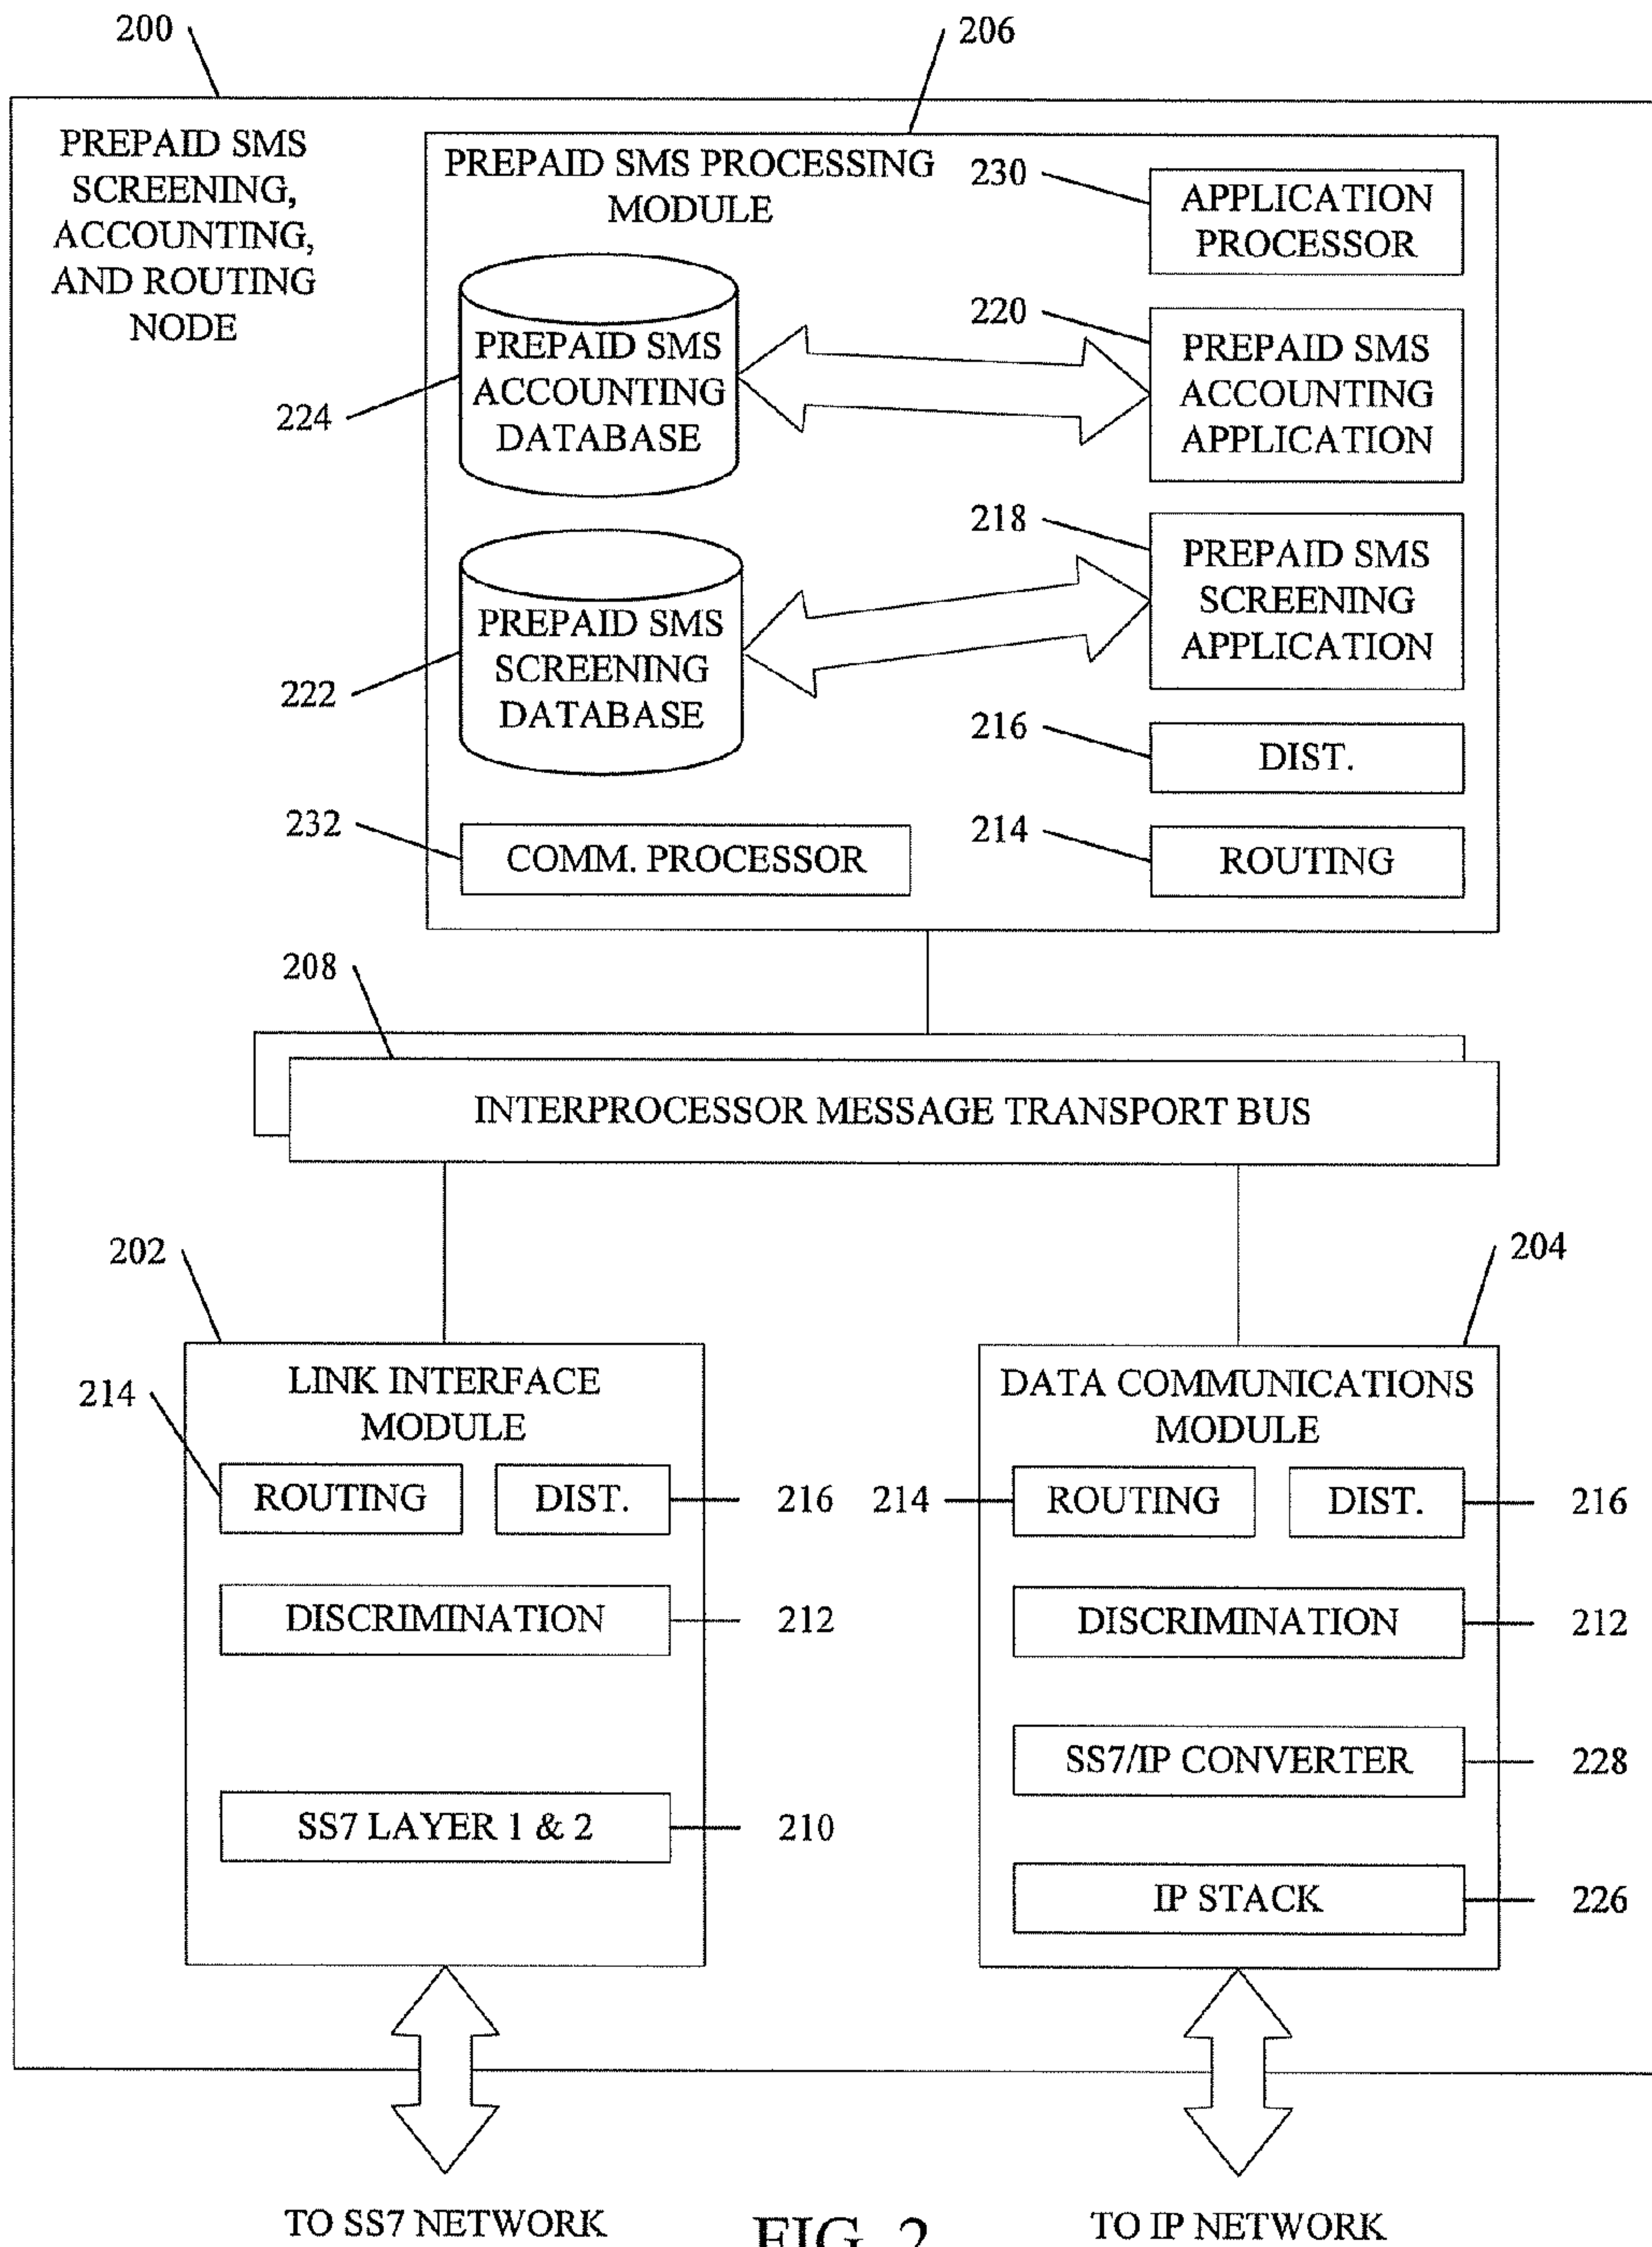 200
206
PREPAID SMS
SCREENING,
ACCOUNTING,
AND ROUTING
NODE
PREPAID SMS PROCESSING
MODULE
230
APPLICATION
PROCESSOR
224
PREPAID SMS
ACCOUNTING
DATABASE
220
PREPAID SMS
ACCOUNTING
APPLICATION
222
PREPAID SMS
SCREENING
DATABASE
218
PREPAID SMS
SCREENING
APPLICATION
216
DIST.
232
COMM. PROCESSOR
214
ROUTING
208
INTERPROCESSOR MESSAGE TRANSPORT BUS
202
LINK INTERFACE
MODULE
214
ROUTING
DIST.
216
DISCRIMINATION
212
SS7 LAYER 1 & 2
210
204
DATA COMMUNICATIONS
MODULE
214
ROUTING
DIST.
216
DISCRIMINATION
212
SS7/IP CONVERTER
228
IP STACK
226
TO SS7 NETWORK
FIG. 2
TO IP NETWORK